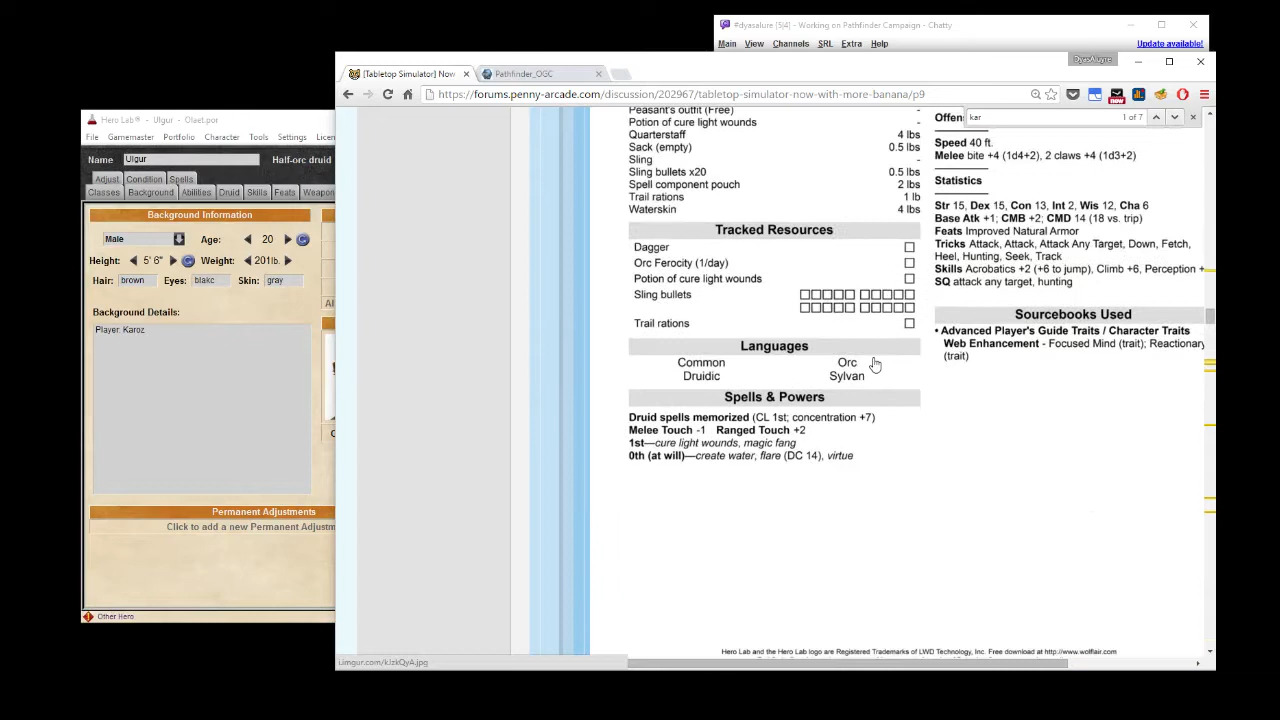 #dyasalure [5|4] - Working on Pathfinder Campaign - Chatty
Main View Channels SRL Extra Help
Update available!
DyasAlure
[Tabletop Simulator] Now
Pathfinder_OGC
https://forums.penny-arcade.com/discussion/202967/tabletop-simulator-now-with-more-banana/p9
kar
1 of 7
Hero Lab® - Ulgur - Olaet.por
File Gamemaster Portfolio Hero Tools Settings Licen
Name Ulgur Half-orc druid
Adjust Condition Spells
Classes Background Abilities Druid Skills Feats Weapon
Background Information
Male Age: 20
Height: 5' 6" Weight: 201lb.
Hair: brown Eyes: blakc Skin: gray
Background Details:
Player: Karoz
Permanent Adjustments
Click to add a new Permanent Adjustm
Other Hero
Peasant's outfit (Free) -
Potion of cure light wounds -
Quarterstaff 4 lbs
Sack (empty) 0.5 lbs
Sling -
Sling bullets x20 0.5 lbs
Spell component pouch 2 lbs
Trail rations 1 lb
Waterskin 4 lbs
Tracked Resources
Dagger
Orc Ferocity (1/day)
Potion of cure light wounds
Sling bullets
Trail rations
Languages
Common Orc
Druidic Sylvan
Spells & Powers
Druid spells memorized (CL 1st; concentration +7)
Melee Touch -1 Ranged Touch +2
1st—cure light wounds, magic fang
0th (at will)—create water, flare (DC 14), virtue
Offens
Speed 40 ft.
Melee bite +4 (1d4+2), 2 claws +4 (1d3+2)
Statistics
Str 15, Dex 15, Con 13, Int 2, Wis 12, Cha 6
Base Atk +1; CMB +2; CMD 14 (18 vs. trip)
Feats Improved Natural Armor
Tricks Attack, Attack, Attack Any Target, Down, Fetch,
Heel, Hunting, Seek, Track
Skills Acrobatics +2 (+6 to jump), Climb +6, Perception +
SQ attack any target, hunting
Sourcebooks Used
• Advanced Player's Guide Traits / Character Traits
Web Enhancement - Focused Mind (trait); Reactionary
(trait)
Hero Lab and the Hero Lab logo are Registered Trademarks of LWD Technology, Inc. Free download at http://www.wolflair.com
i.imgur.com/kJzkQyA.jpg